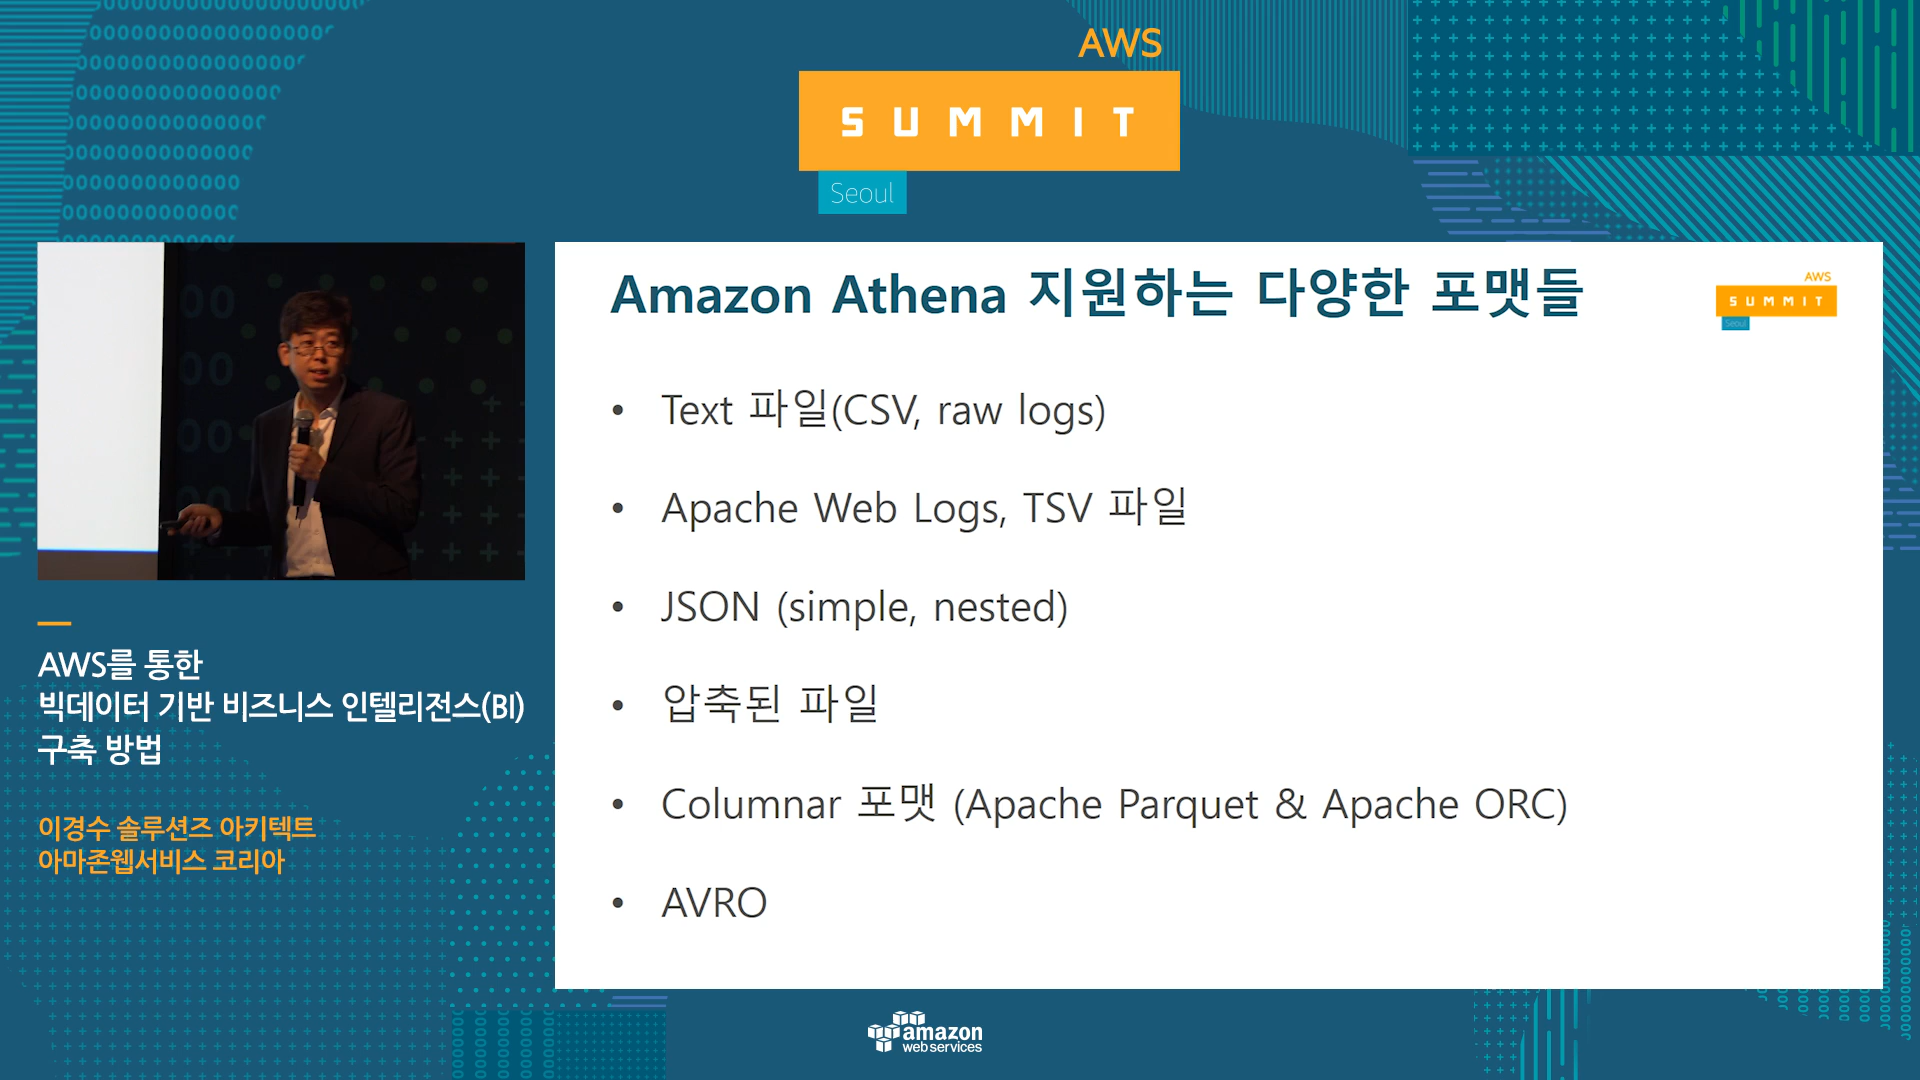 AWS
SUMMIT
Seoul
Amazon Athena 지원하는 다양한 포맷들
AWS
SUMMIT
Seoul
• Text 파일(CSV, raw logs)
• Apache Web Logs, TSV 파일
• JSON (simple, nested)
• 압축된 파일
• Columnar 포맷 (Apache Parquet & Apache ORC)
• AVRO
AWS를 통한
빅데이터 기반 비즈니스 인텔리전스(BI)
구축 방법
이경수 솔루션즈 아키텍트
아마존웹서비스 코리아
amazon
web services